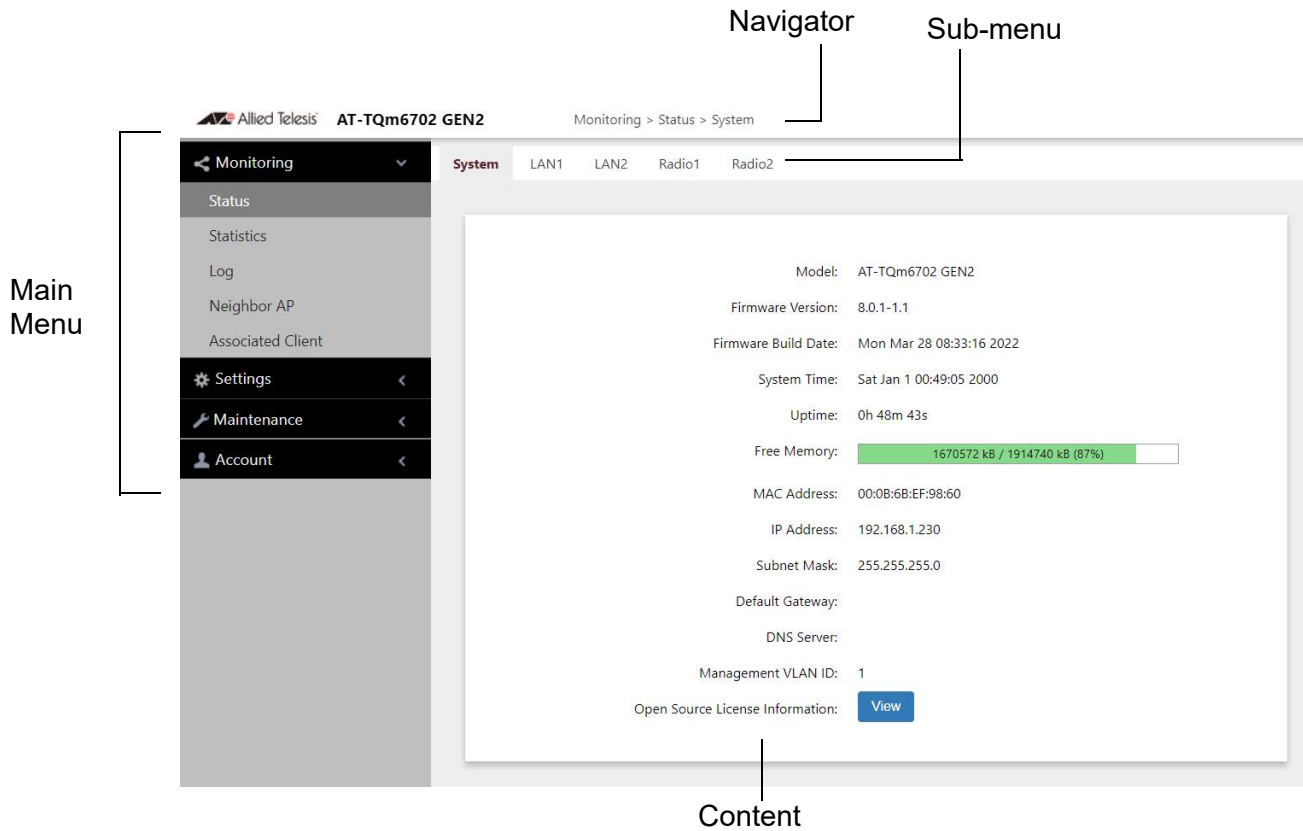 Navigator
Sub-menu
Allied Telesis AT-TQm6702 GEN2 Monitoring > Status > System
Main
Menu
Monitoring
Status
Statistics
Log
Neighbor AP
Associated Client
Settings
Maintenance
Account
System LAN1 LAN2 Radio1 Radio2
Model: AT-TQm6702 GEN2
Firmware Version: 8.0.1-1.1
Firmware Build Date: Mon Mar 28 08:33:16 2022
System Time: Sat Jan 1 00:49:05 2000
Uptime: 0h 48m 43s
Free Memory: 1670572 kB / 1914740 kB (87%)
MAC Address: 00:0B:6B:EF:98:60
IP Address: 192.168.1.230
Subnet Mask: 255.255.255.0
Default Gateway:
DNS Server:
Management VLAN ID: 1
Open Source License Information: View
Content